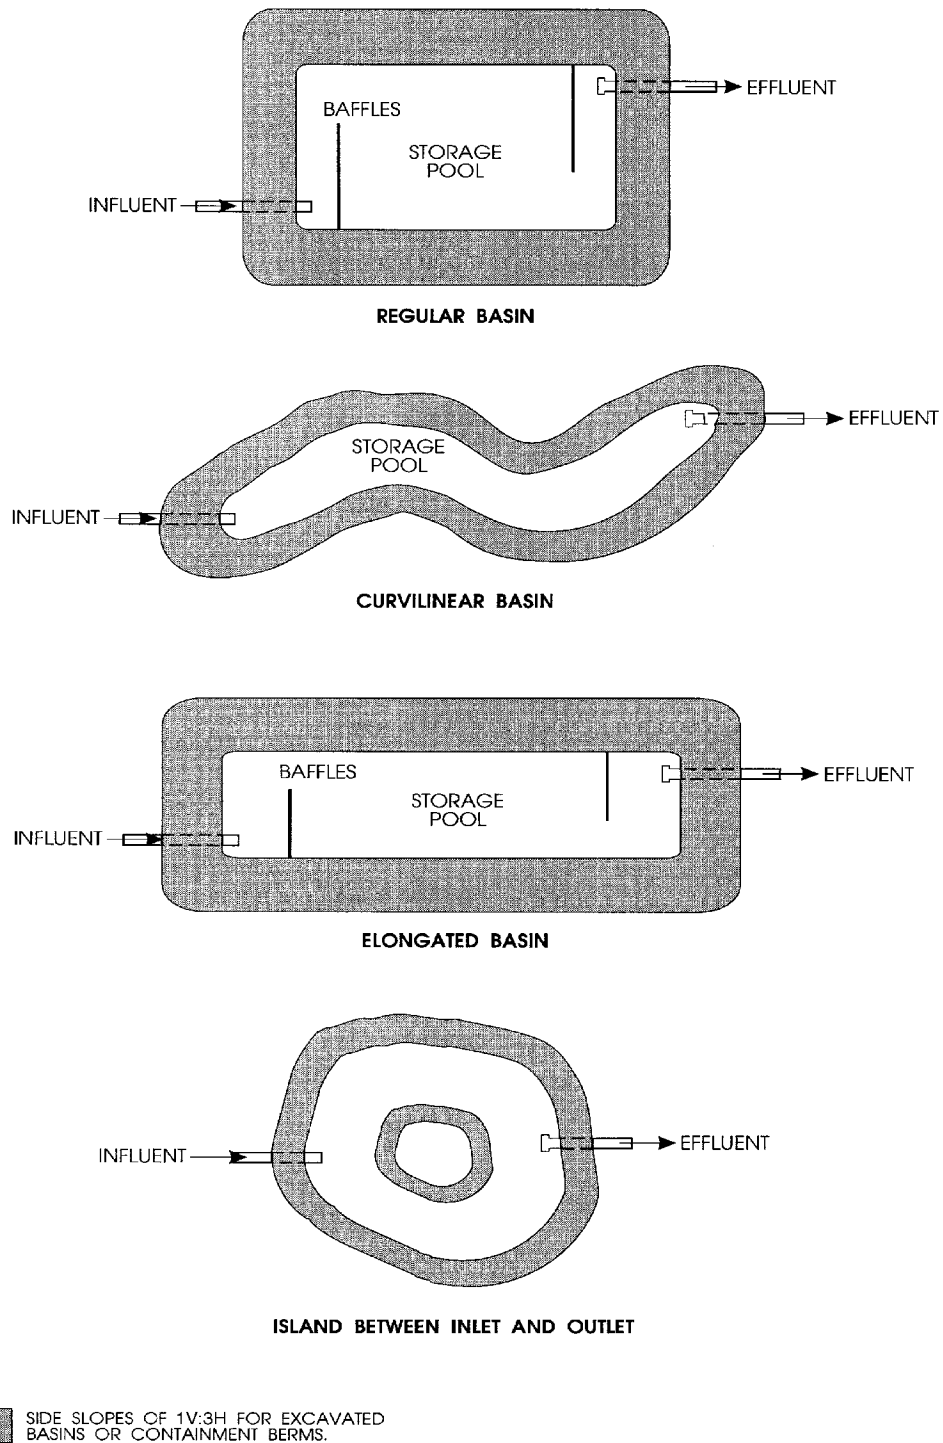 EFFLUENT
BAFFLES
STORAGE
POOL
INFLUENT
REGULAR BASIN
EFFLUENT
STORAGE
POOL
INFLUENT
CURVILINEAR BASIN
BAFFLES
EFFLUENT
STORAGE
POOL
INFLUENT
ELONGATED BASIN
EFFLUENT
INFLUENT
ISLAND BETWEEN INLET AND OUTLET
SIDE SLOPES OF 1V:3H FOR EXCAVATED
BASINS OR CONTAINMENT BERMS.